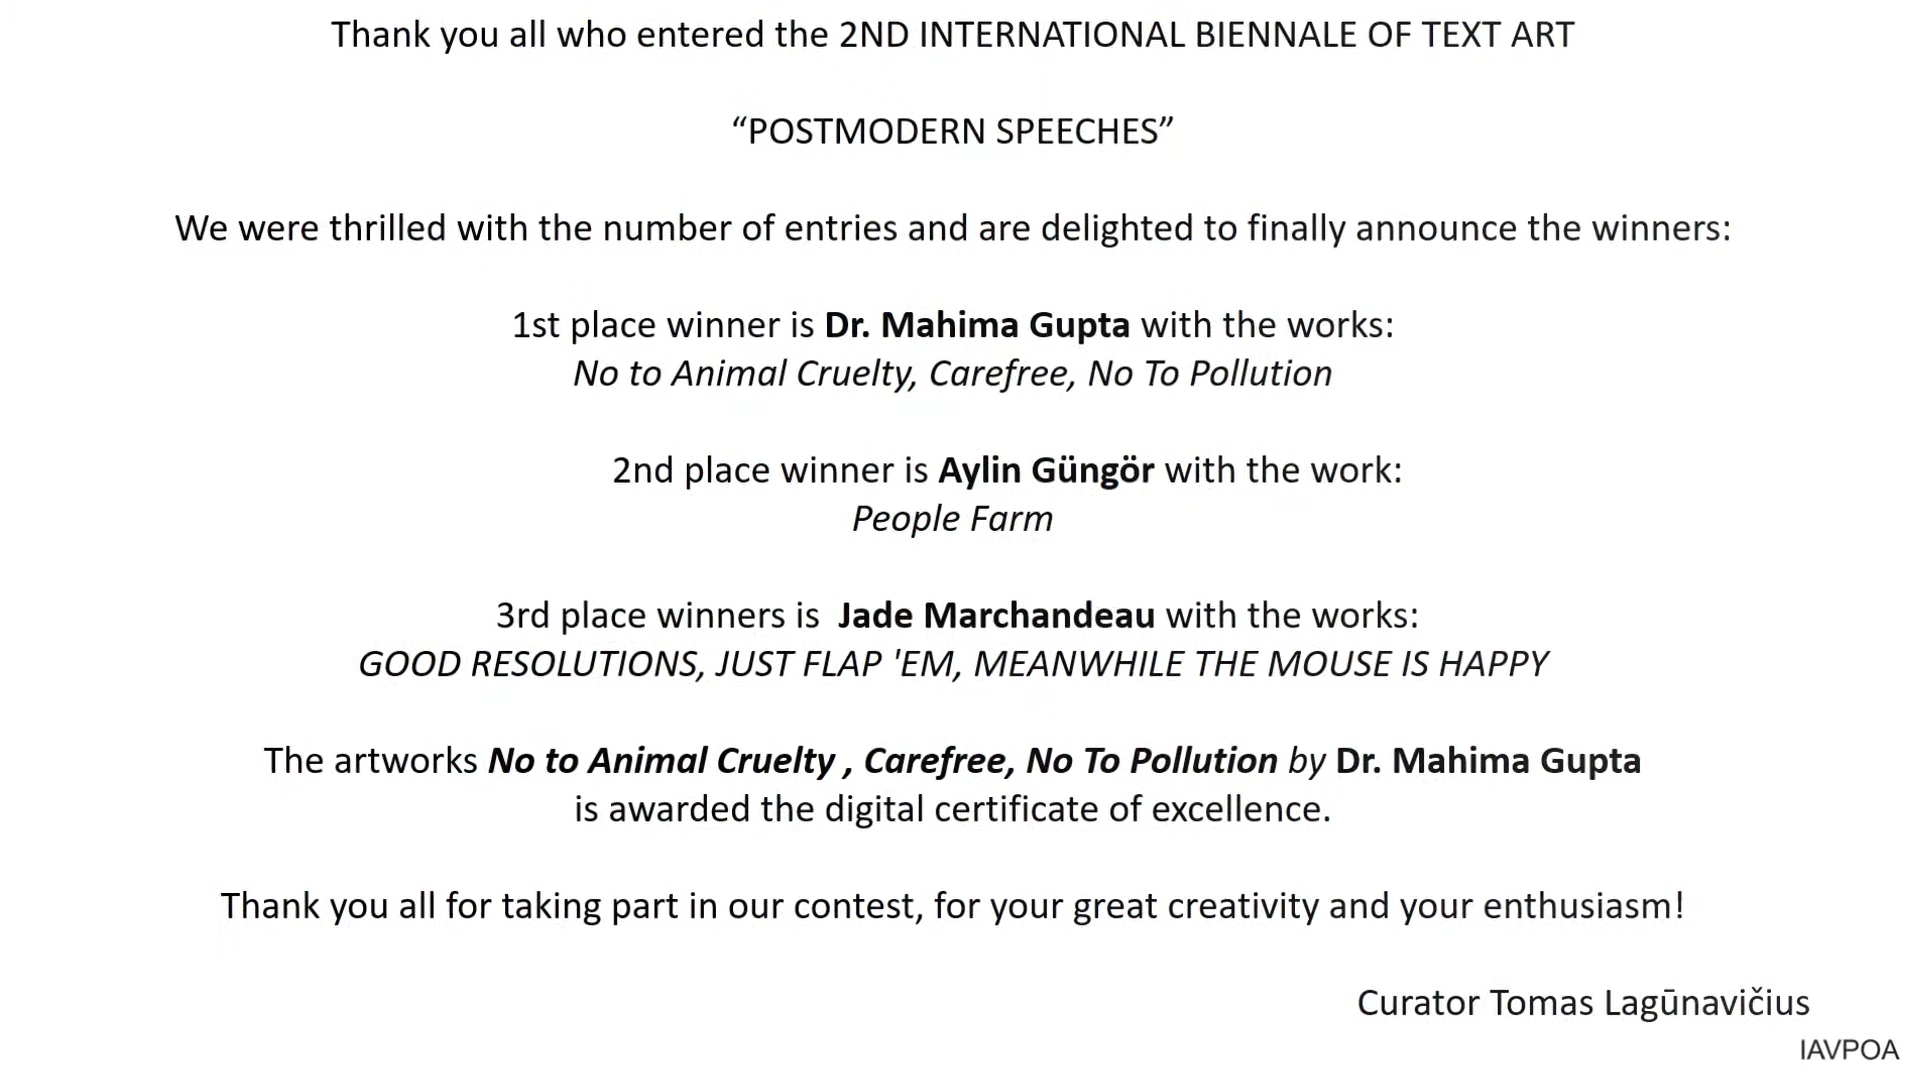 Thank you all who entered the 2ND INTERNATIONAL BIENNALE OF TEXT ART
“POSTMODERN SPEECHES”
We were thrilled with the number of entries and are delighted to finally announce the winners:
1st place winner is Dr. Mahima Gupta with the works:
No to Animal Cruelty, Carefree, No To Pollution
2nd place winner is Aylin Güngör with the work:
People Farm
3rd place winners is  Jade Marchandeau with the works:
GOOD RESOLUTIONS, JUST FLAP 'EM, MEANWHILE THE MOUSE IS HAPPY
The artworks No to Animal Cruelty , Carefree, No To Pollution by Dr. Mahima Gupta
is awarded the digital certificate of excellence.
Thank you all for taking part in our contest, for your great creativity and your enthusiasm!
Curator Tomas Lagūnavičius
IAVPOA